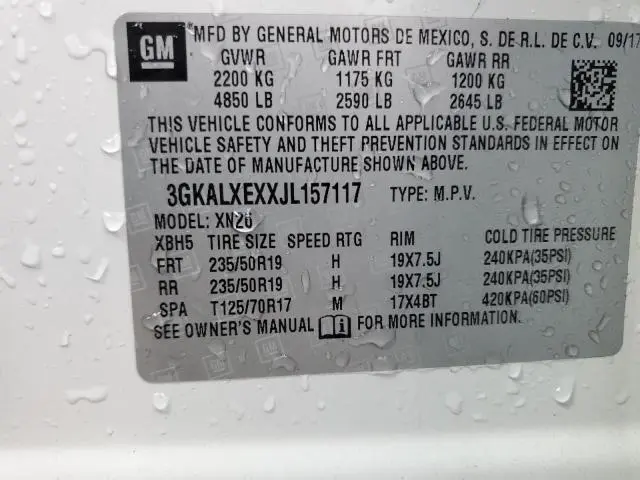 GM
MFD BY GENERAL MOTORS DE MEXICO, S. DE R.L. DE C.V. 09/17
GVWR GAWR FRT GAWR RR
2200 KG 1175 KG 1200 KG
4850 LB 2590 LB 2645 LB
THIS VEHICLE CONFORMS TO ALL APPLICABLE U.S. FEDERAL MOTOR
VEHICLE SAFETY AND THEFT PREVENTION STANDARDS IN EFFECT ON
THE DATE OF MANUFACTURE SHOWN ABOVE.
3GKALXEXXJL157117 TYPE: M.P.V.
MODEL: XN26
XBH5 TIRE SIZE SPEED RTG RIM COLD TIRE PRESSURE
FRT 235/50R19 H 19X7.5J 240KPA(35PSI)
RR 235/50R19 H 19X7.5J 240KPA(35PSI)
SPA T125/70R17 M 17X4BT 420KPA(60PSI)
SEE OWNER'S MANUAL i FOR MORE INFORMATION.